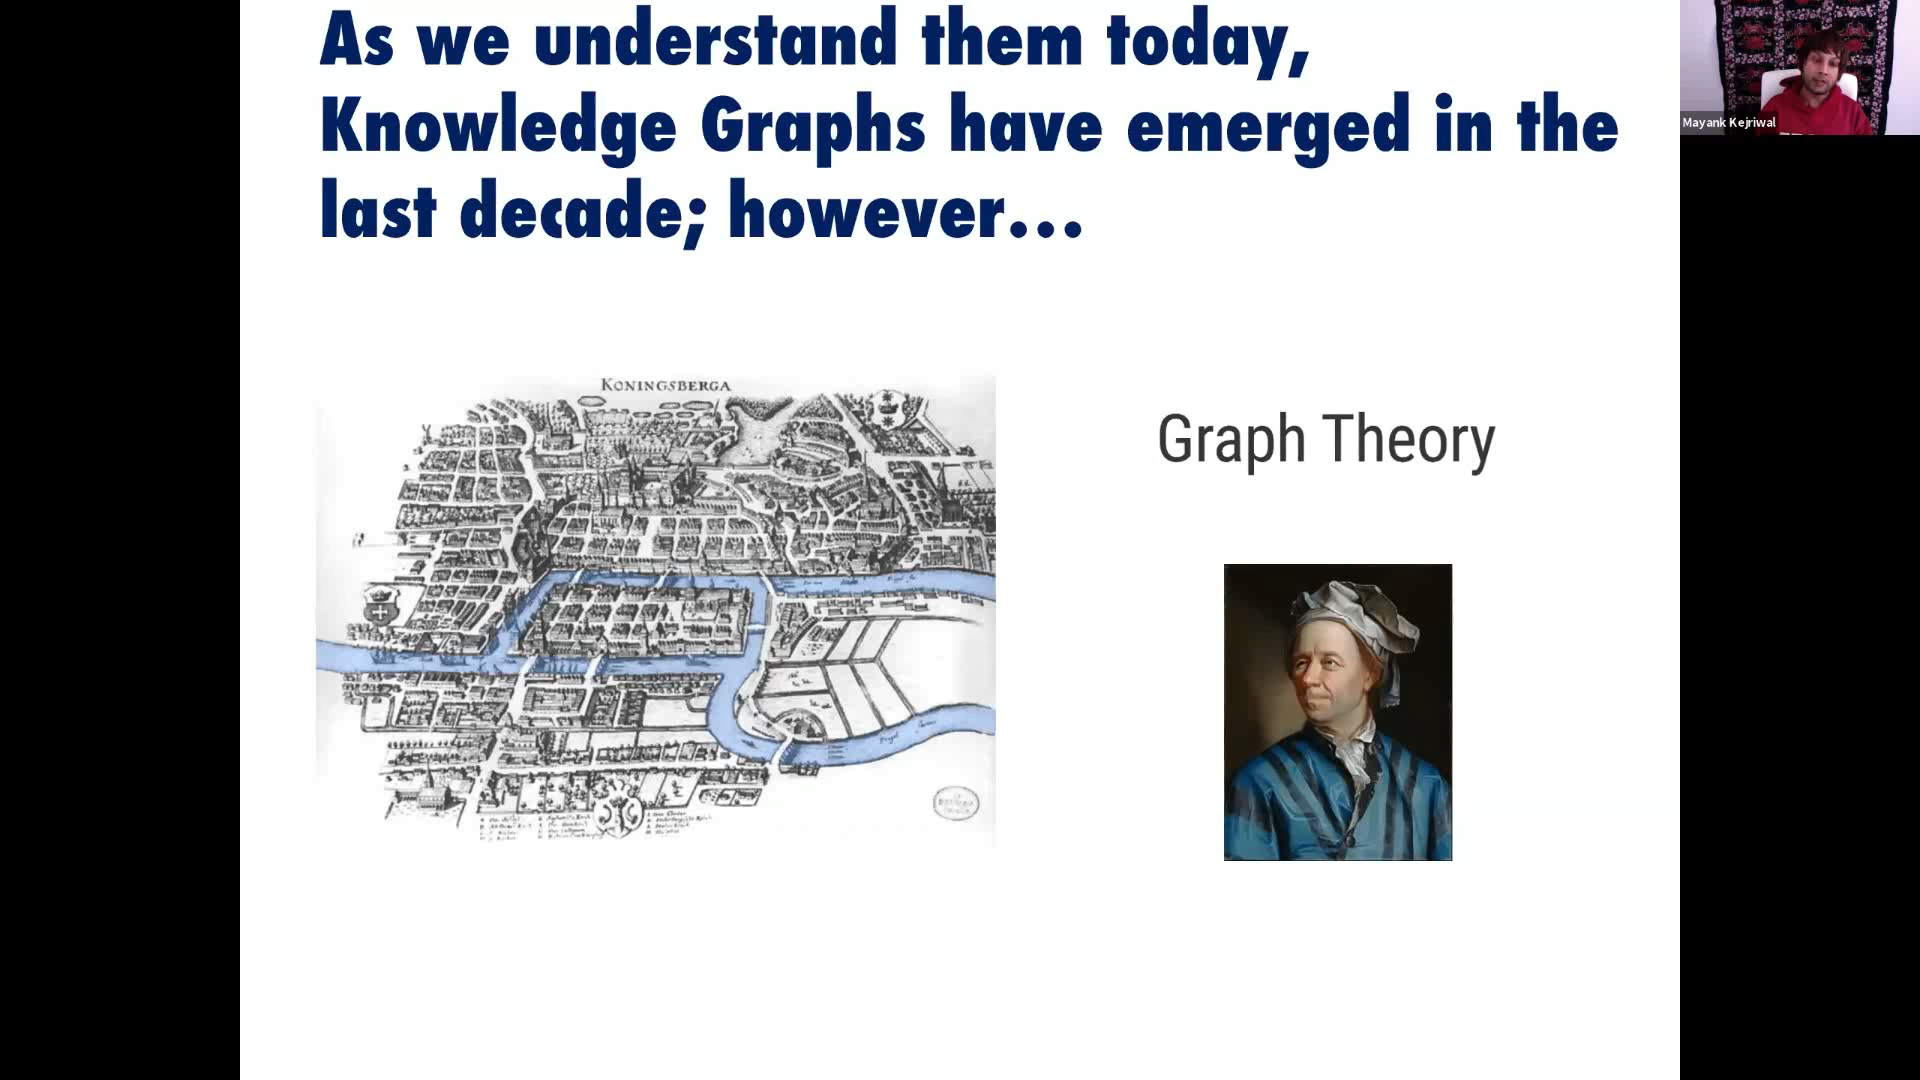 As we understand them today,
Knowledge Graphs have emerged in the
last decade; however...
Mayank Kejriwal
KONINGSBERGA
Graph Theory